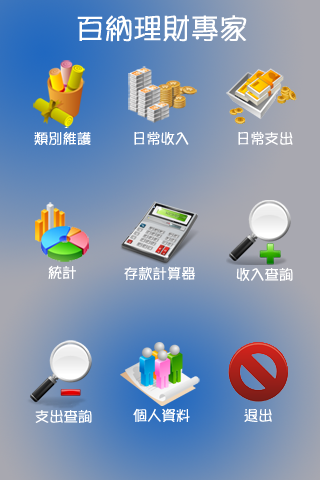 百納理財專家
類別維護
日常收入
日常支出
統計
存款計算器
收入查詢
支出查詢
個人資料
退出